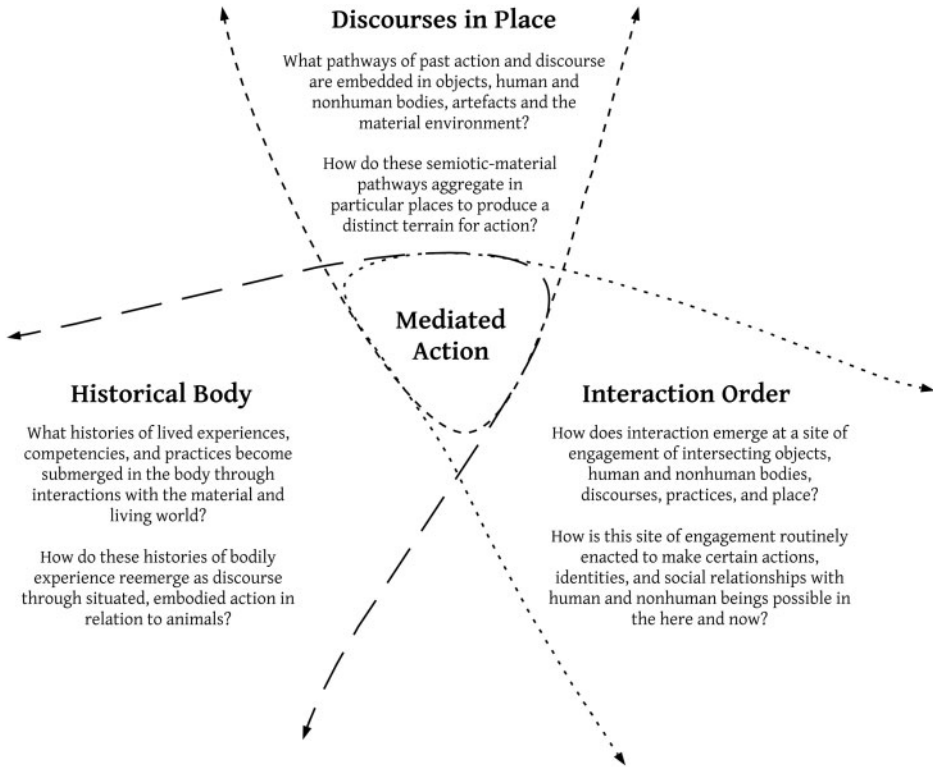 Discourses in Place
What pathways of past action and discourse
are embedded in objects, human and
nonhuman bodies, artefacts and the
material environment?
How do these semiotic-material
pathways aggregate in
particular places to produce a
distinct terrain for action?
Mediated
Action
Historical Body
What histories of lived experiences,
competencies, and practices become
submerged in the body through
interactions with the material and
living world?
How do these histories of bodily
experience reemerge as discourse
through situated, embodied action in
relation to animals?
Interaction Order
How does interaction emerge at a site of
engagement of intersecting objects,
human and nonhuman bodies,
discourses, practices, and place?
How is this site of engagement routinely
enacted to make certain actions,
identities, and social relationships with
human and nonhuman beings possible in
the here and now?